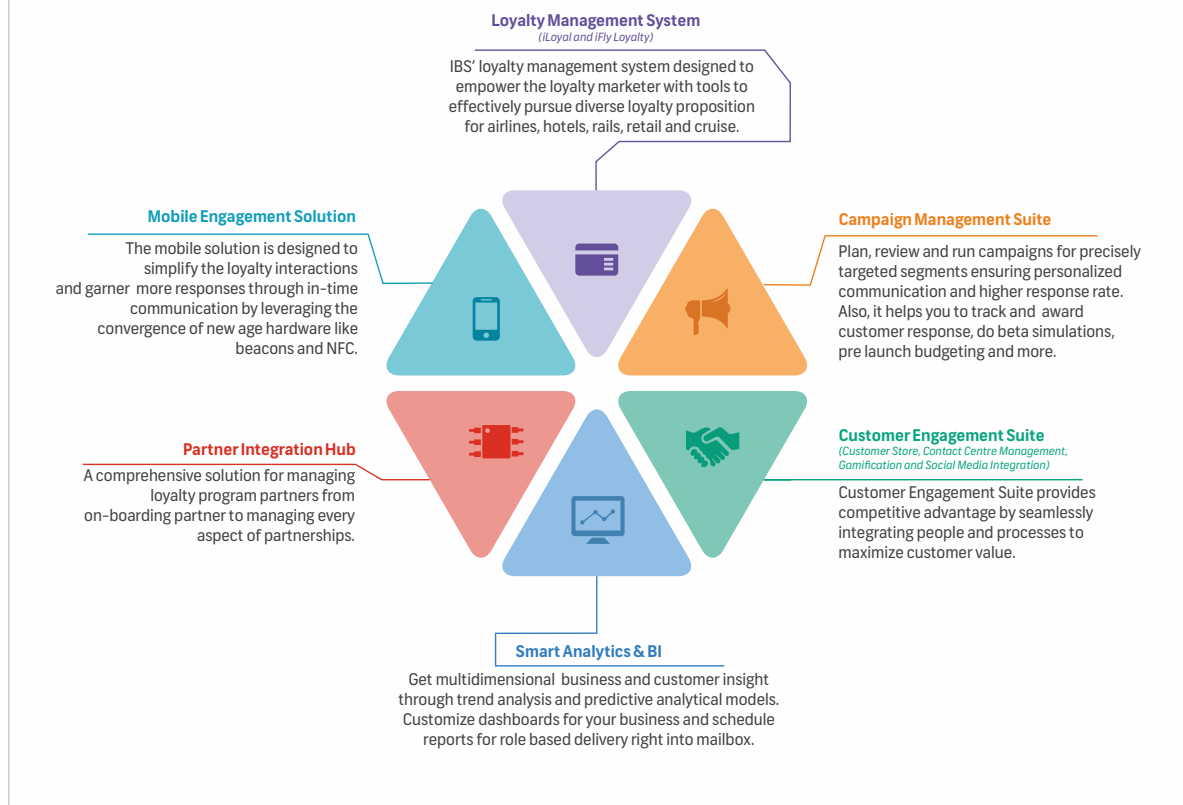 Loyalty Management System
(iLoyal and iFly Loyalty)
IBS' loyalty management system designed to
empower the loyalty marketer with tools to
effectively pursue diverse loyalty proposition
for airlines, hotels, rails, retail and cruise.
Mobile Engagement Solution
The mobile solution is designed to
simplify the loyalty interactions
and garner more responses through in-time
communication by leveraging the
convergence of new age hardware like
beacons and NFC.
Campaign Management Suite
Plan, review and run campaigns for precisely
targeted segments ensuring personalized
communication and higher response rate.
Also, it helps you to track and award
customer response, do beta simulations,
pre launch budgeting and more.
Partner Integration Hub
A comprehensive solution for managing
loyalty program partners from
on-boarding partner to managing every
aspect of partnerships.
Customer Engagement Suite
(Customer Store, Contact Centre Management,
Gamification and Social Media Integration)
Customer Engagement Suite provides
competitive advantage by seamlessly
integrating people and processes to
maximize customer value.
Smart Analytics & BI
Get multidimensional business and customer insight
through trend analysis and predictive analytical models.
Customize dashboards for your business and schedule
reports for role based delivery right into mailbox.